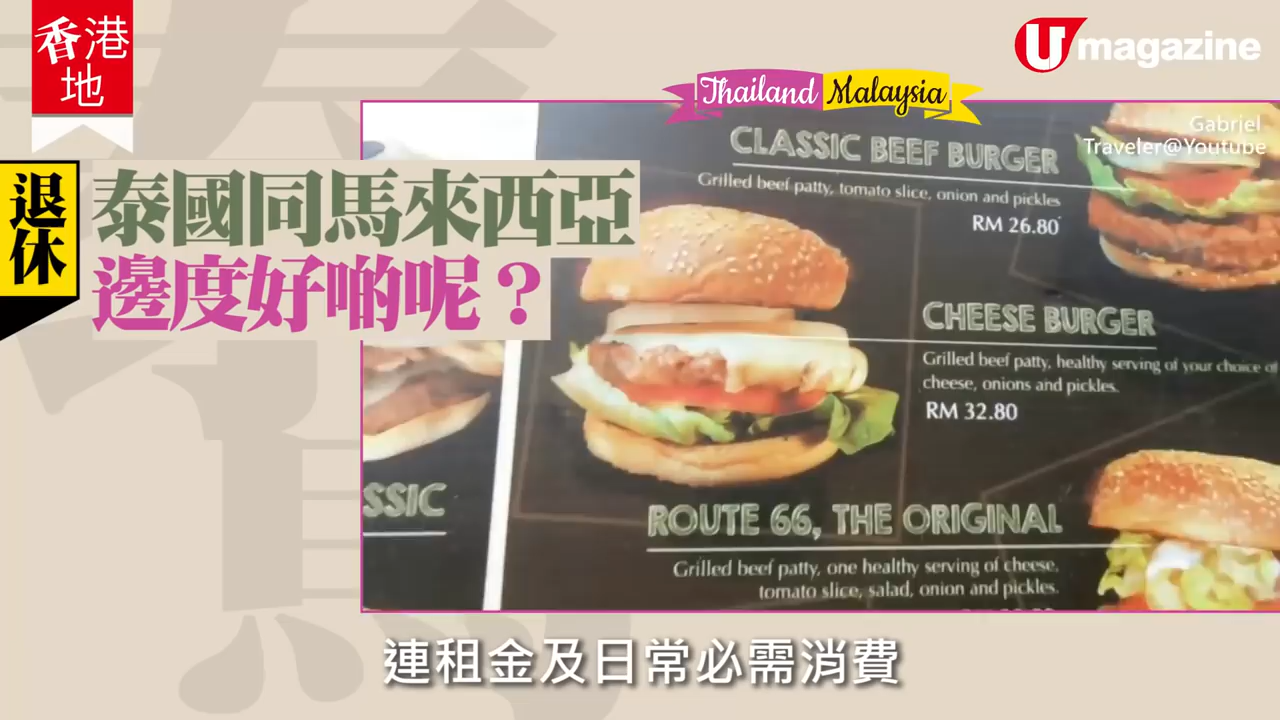 香港
地
U magazine
Thailand Malaysia
Gabriel
Traveler@Youtube
退休
泰國同馬來西亞
邊度好啲呢？
CLASSIC BEEF BURGER
Grilled beef patty, tomato slice, onion and pickles
RM 26.80
CHEESE BURGER
Grilled beef patty, healthy serving of your choice of
cheese, onions and pickles.
RM 32.80
SSIC
ROUTE 66, THE ORIGINAL
Grilled beef patty, one healthy serving of cheese,
tomato slice, salad, onion and pickles.
連租金及日常必需消費